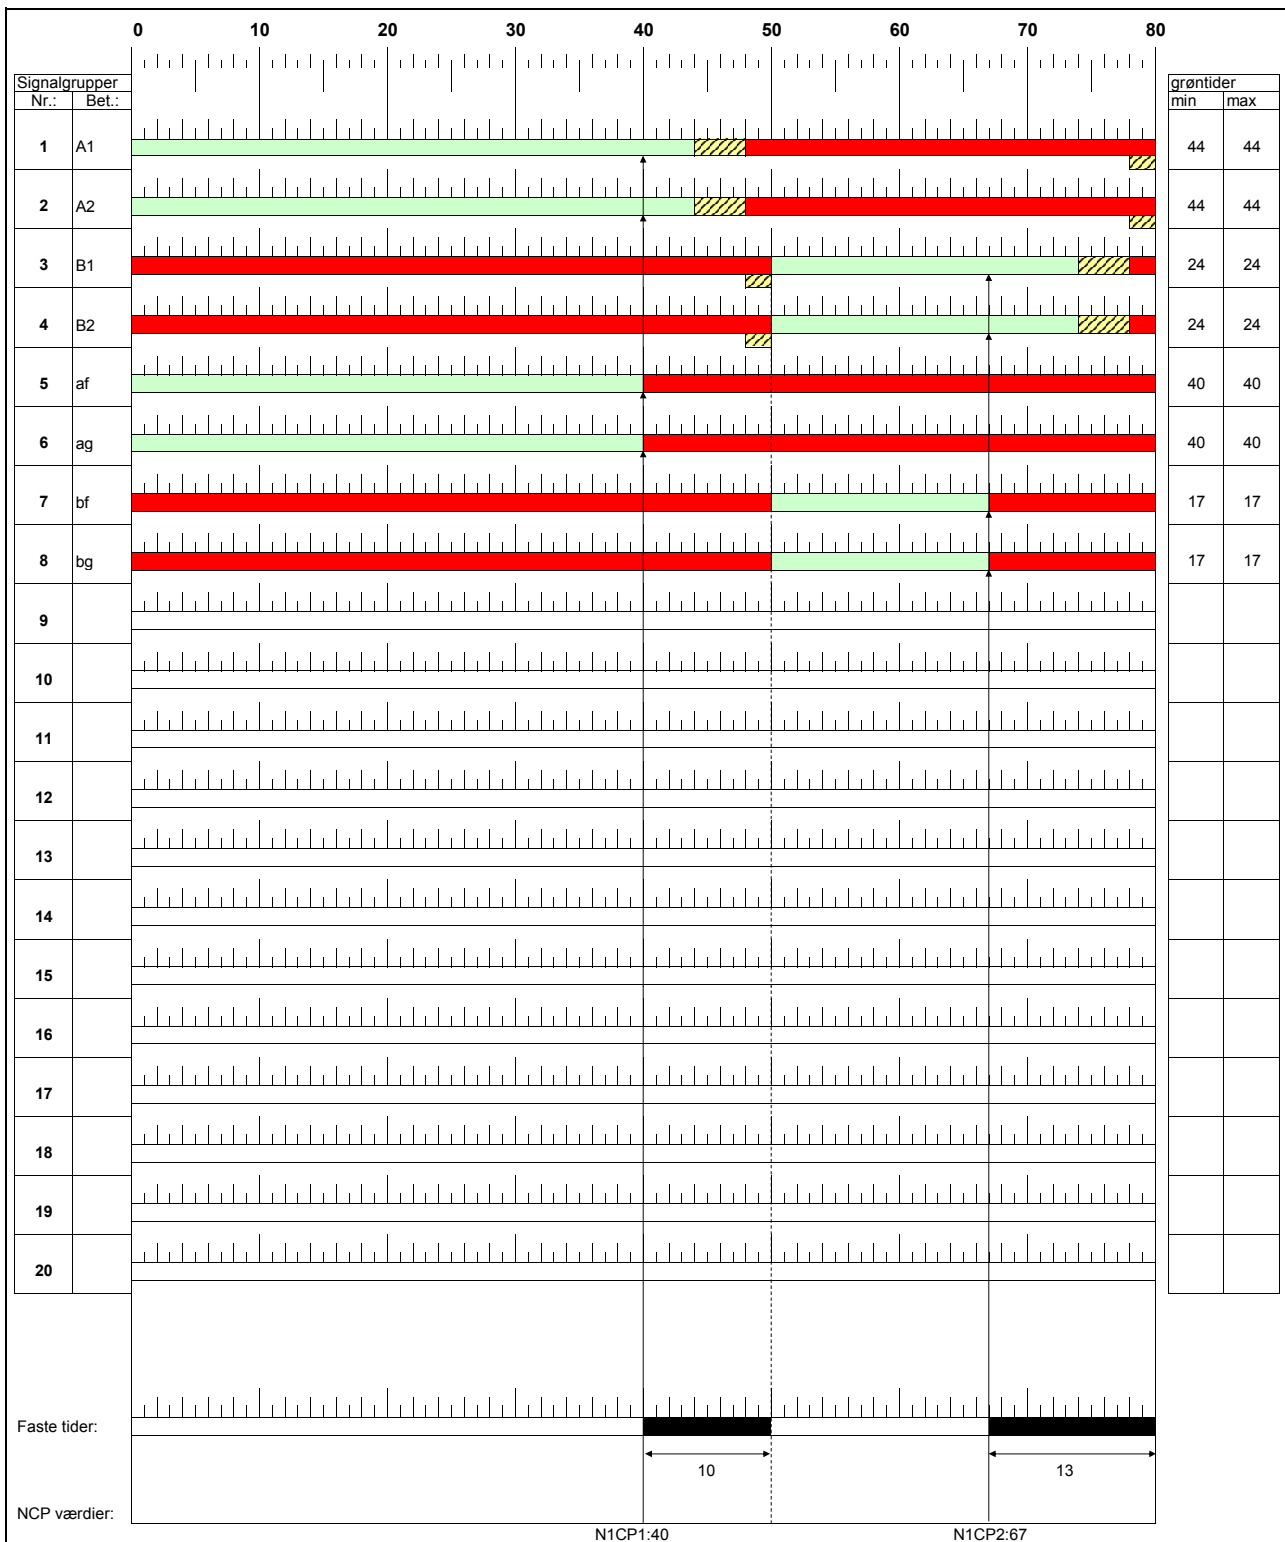 0 10 20 30 40 50 60 70 80
Signalgrupper grøntider
Nr.: Bet.: min max
1 A1 44 44
2 A2 44 44
3 B1 24 24
4 B2 24 24
5 af 40 40
6 ag 40 40
7 bf 17 17
8 bg 17 17
9
10
11
12
13
14
15
16
17
18
19
20
Faste tider:
10 13
NCP værdier:
N1CP1:40 N1CP2:67